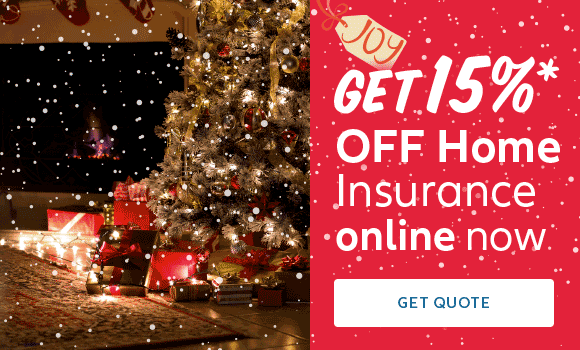 JOY
GET 15%*
OFF Home
Insurance
online now
GET QUOTE